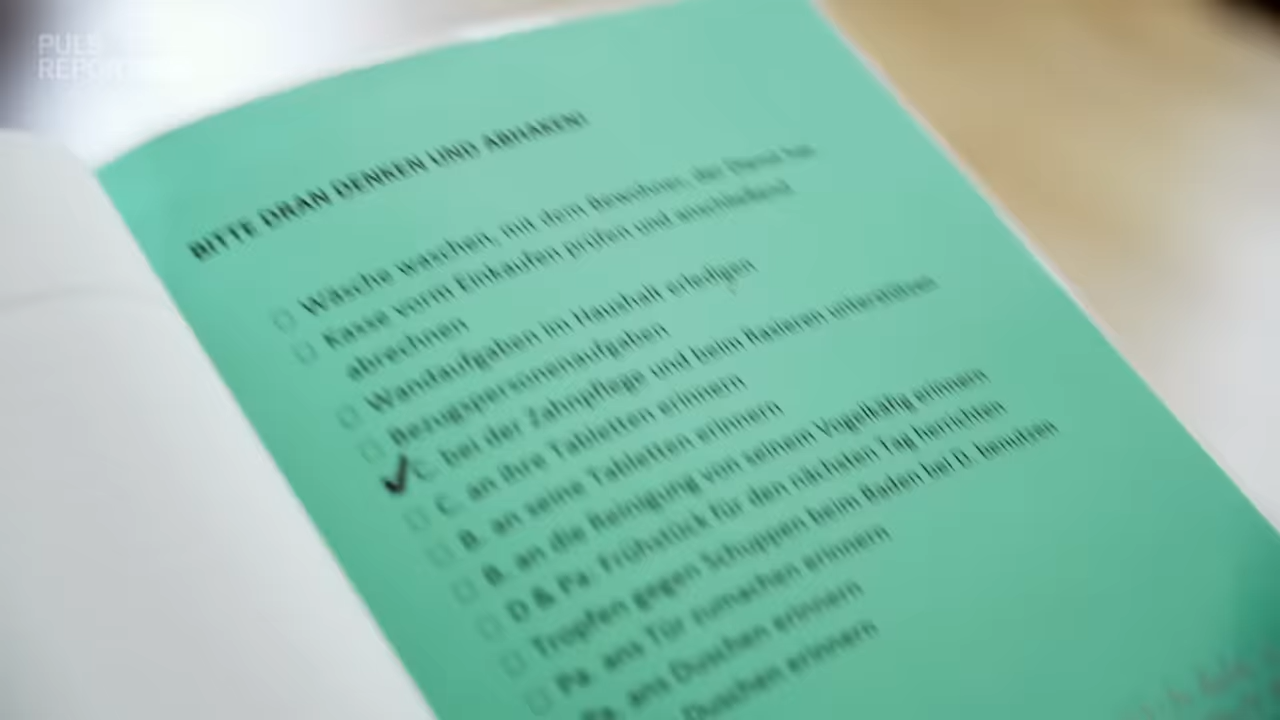 PULS
REPORTAGE
BITTE DRAN DENKEN UND ABHAKEN!
Wäsche waschen, mit dem Bewohner, der Dienst hat
Kasse vorm Einkaufen prüfen und anschließend
abrechnen
Wandaufgaben im Haushalt erledigen
Bezugspersonenaufgaben
C. bei der Zahnpflege und beim Rasieren unterstützen
C. an ihre Tabletten erinnern
B. an seine Tabletten erinnern
B. an die Reinigung von seinem Vogelkäfig erinnern
D & Pa. Frühstück für den nächsten Tag herrichten
Tropfen gegen Schuppen beim Baden bei D. benutzen
Pa. ans Tür zumachen erinnern
Pa. ans Duschen erinnern
Duschen erinnern